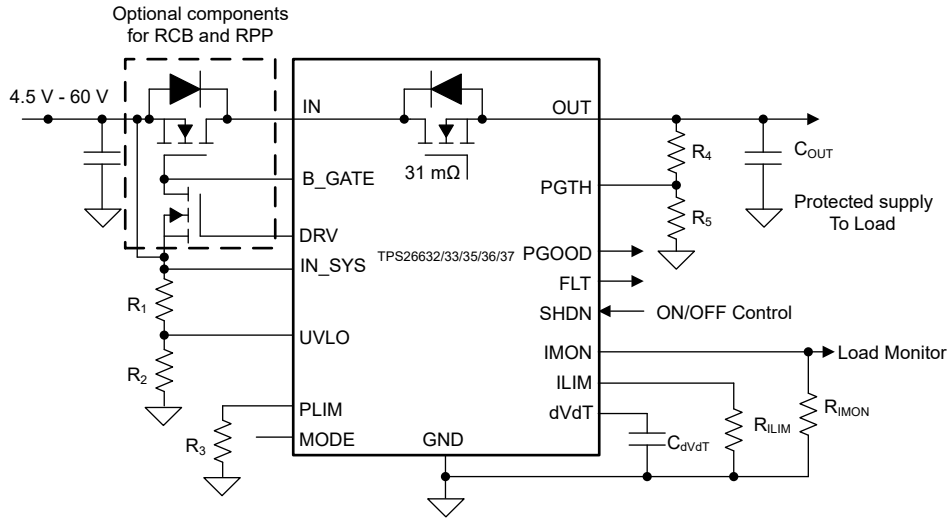 Optional components
for RCB and RPP
4.5 V - 60 V
IN
OUT
31 mΩ
R4
COUT
B_GATE
PGTH
Protected supply
To Load
R5
DRV
TPS26632/33/35/36/37
PGOOD
IN_SYS
FLT
R1
SHDN
ON/OFF Control
UVLO
IMON
Load Monitor
R2
ILIM
PLIM
dVdT
RILIM
RIMON
R3
MODE
GND
CdVdT